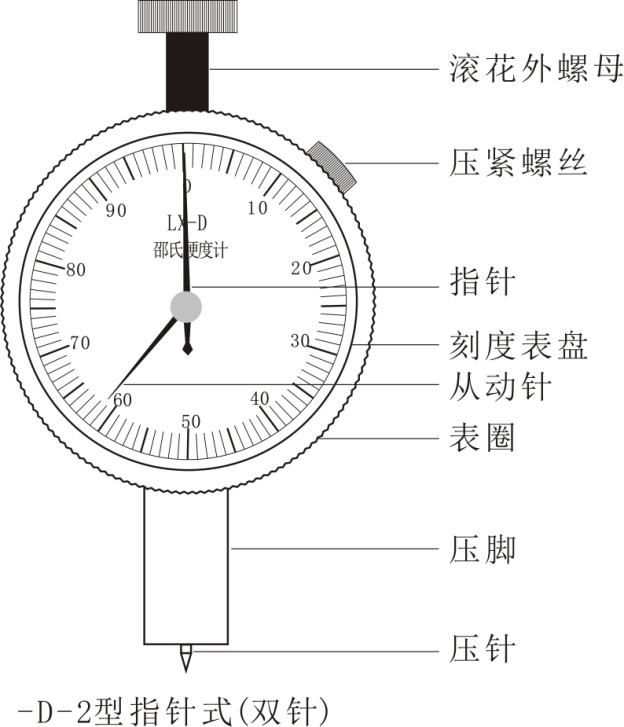 滚花外螺母
压紧螺丝
0
10
90
LX-D
邵氏硬度计
20
80
指针
30
70
刻度表盘
从动针
40
60
50
表圈
压脚
压针
-D-2型指针式(双针)